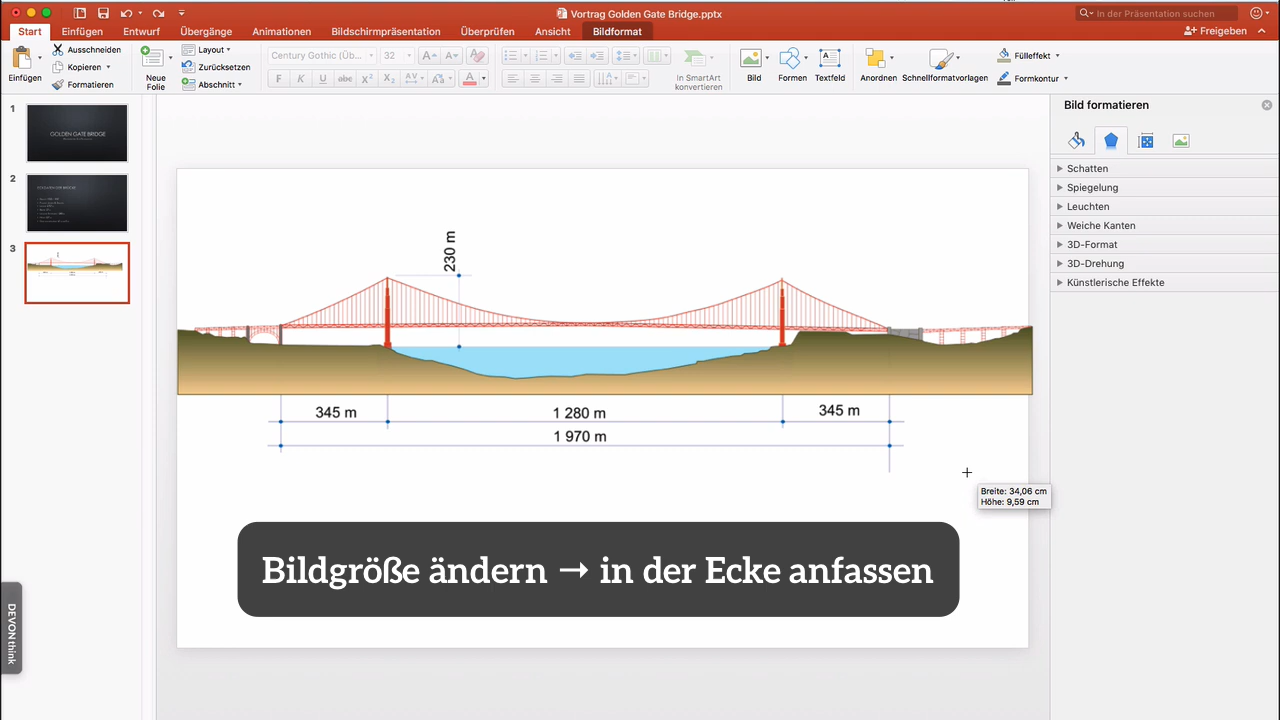 Vortrag Golden Gate Bridge.pptx
In der Präsentation suchen
Start Einfügen Entwurf Übergänge Animationen Bildschirmpräsentation Überprüfen Ansicht Bildformat
Freigeben
Einfügen
Ausschneiden
Kopieren
Formatieren
Neue
Folie
Layout
Zurücksetzen
Abschnitt
Century Gothic (Üb... 32
F K U abc X² X₂
In SmartArt
konvertieren
Bild
Formen
Textfeld
Anordnen
Schnellformatvorlagen
Fülleffekt
Formkontur
1
GOLDEN GATE BRIDGE
2
3
230 m
345 m
1 280 m
345 m
1 970 m
Breite: 34,06 cm
Höhe: 9,59 cm
Bildgröße ändern → in der Ecke anfassen
DEVONthink
Bild formatieren
Schatten
Spiegelung
Leuchten
Weiche Kanten
3D-Format
3D-Drehung
Künstlerische Effekte